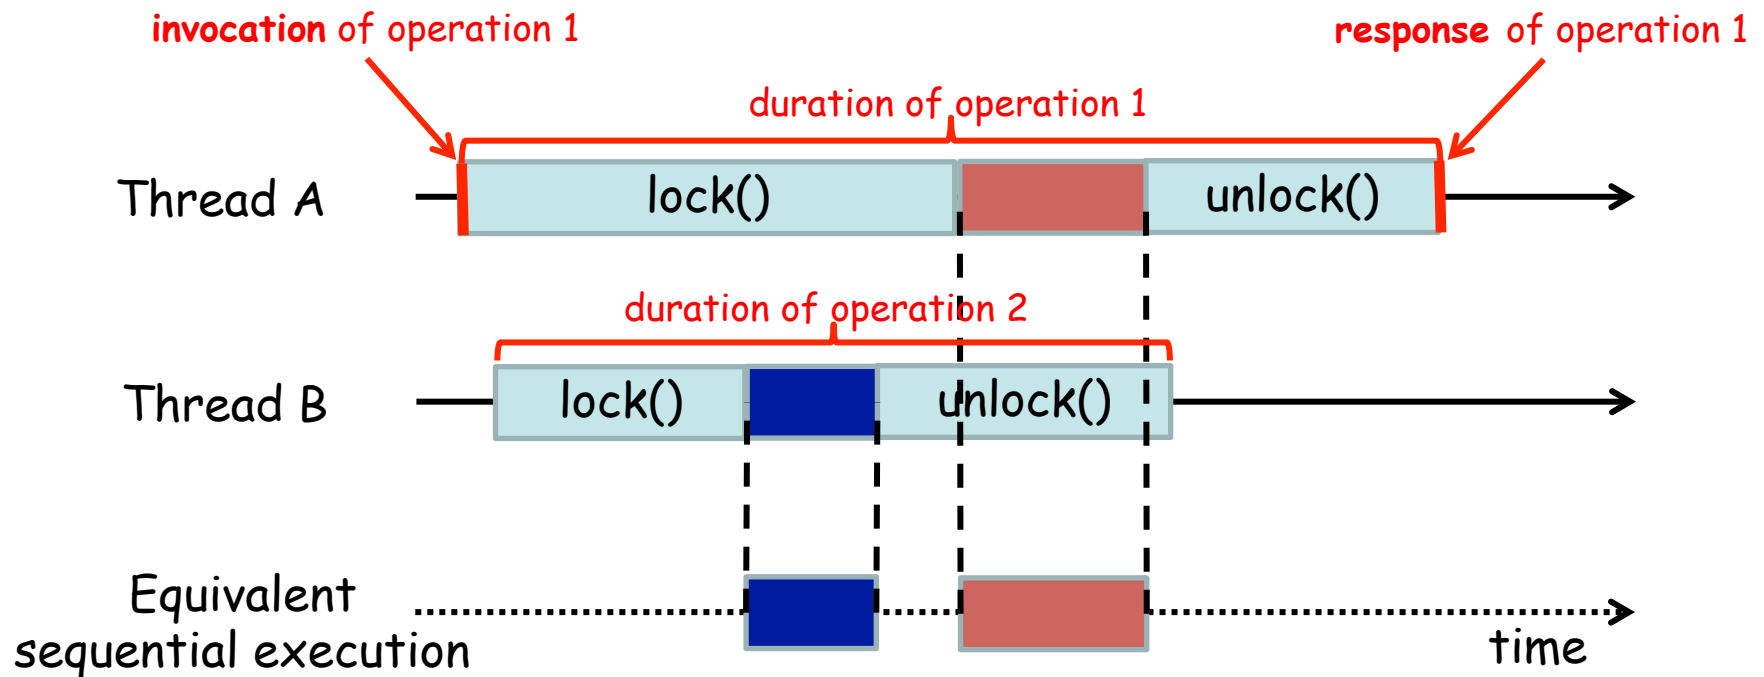 invocation of operation 1
response of operation 1
duration of operation 1
Thread A
lock()
unlock()
duration of operation 2
Thread B
lock()
unlock()
Equivalent
sequential execution
time